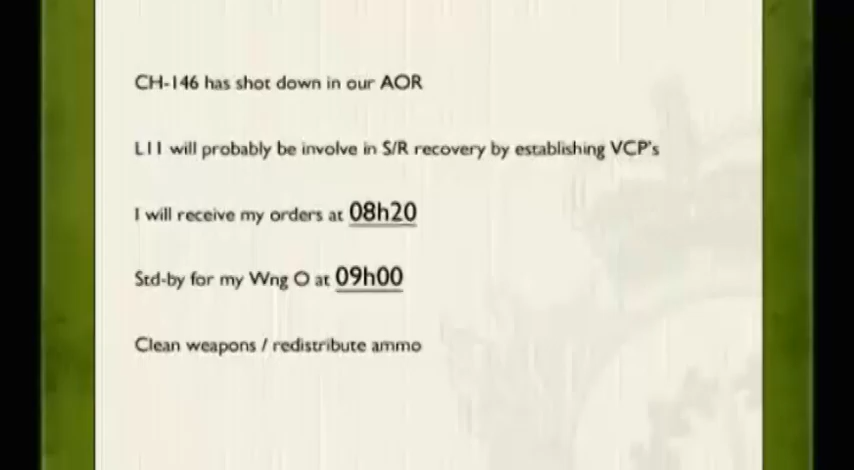 CH-146 has shot down in our AOR
L11 will probably be involve in S/R recovery by establishing VCP's
I will receive my orders at 08h20
Std-by for my Wng O at 09h00
Clean weapons / redistribute ammo